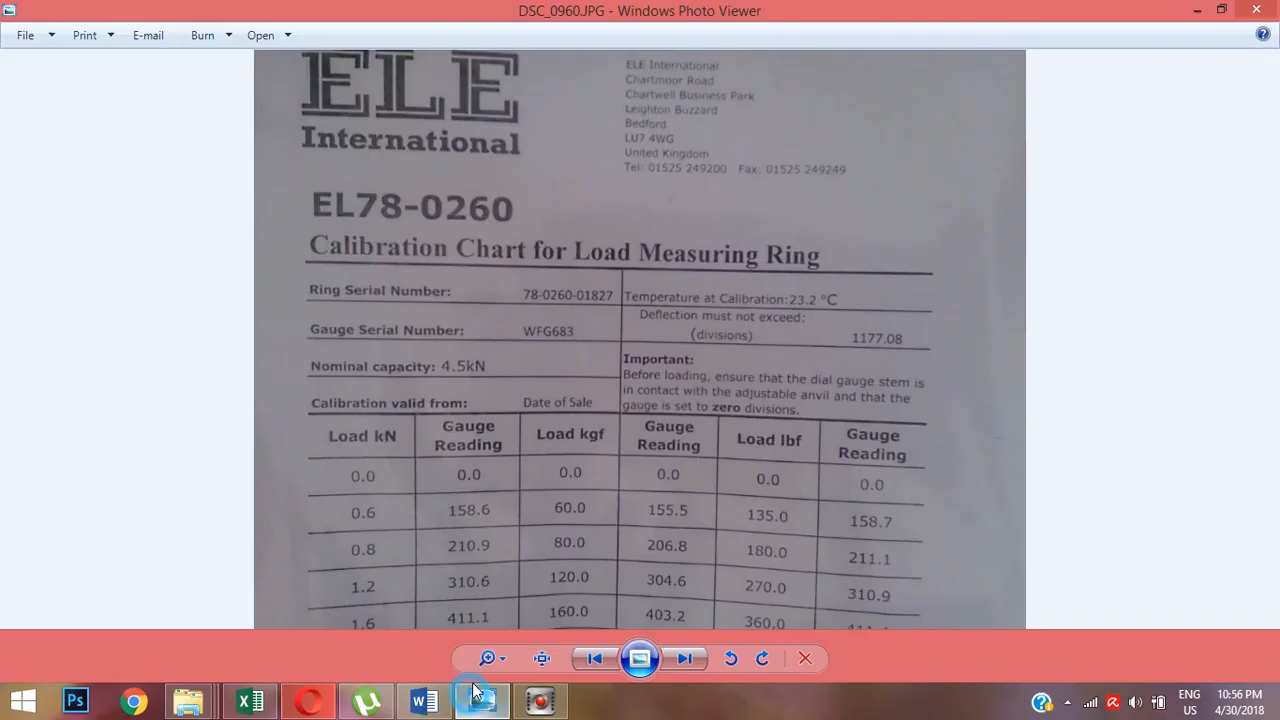 DSC_0960.JPG - Windows Photo Viewer
File Print E-mail Burn Open
ELE
International
ELE International
Chartmoor Road
Chartwell Business Park
Leighton Buzzard
Bedford
LU7 4WG
United Kingdom
Tel: 01525 249200 Fax: 01525 249249
EL78-0260
Calibration Chart for Load Measuring Ring
Ring Serial Number: 78-0260-01827
Temperature at Calibration:23.2 °C
Gauge Serial Number: WFG683
Deflection must not exceed:
(divisions) 1177.08
Nominal capacity: 4.5kN
Calibration valid from: Date of Sale
Important:
Before loading, ensure that the dial gauge stem is
in contact with the adjustable anvil and that the
gauge is set to zero divisions.
Load kN Gauge Reading Load kgf Gauge Reading Load lbf Gauge Reading
0.0 0.0 0.0 0.0 0.0 0.0
0.6 158.6 60.0 155.5 135.0 158.7
0.8 210.9 80.0 206.8 180.0 211.1
1.2 310.6 120.0 304.6 270.0 310.9
1.6 411.1 160.0 403.2 360.0
Ps
ENG 10:56 PM
US 4/30/2018